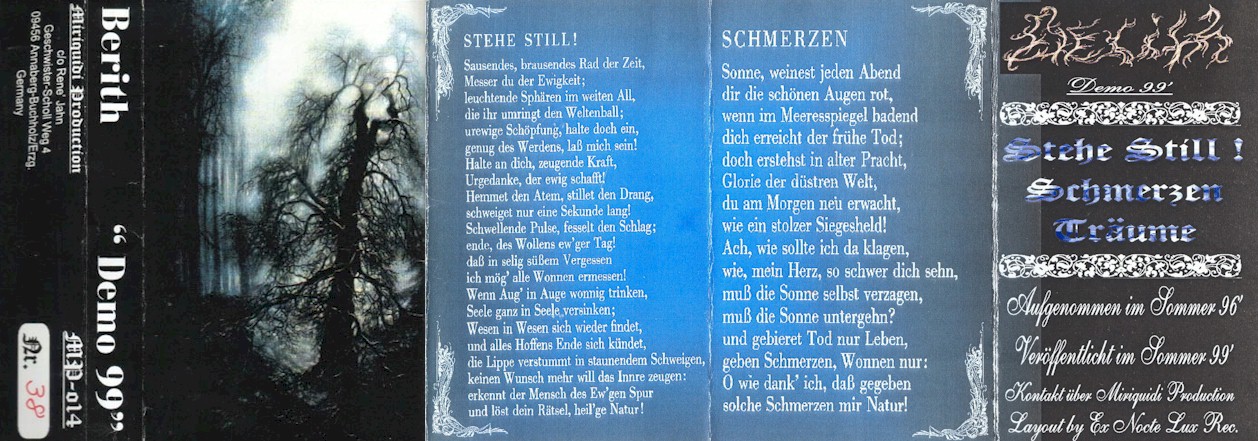 Miriquidi Production
c/o René Jahn
Geschwister-Scholl Weg 4
09456 Annaberg-Buchholz/Erzg.
Germany
Berith “ Demo 99”
MP-014
Nr. 38
STEHE STILL!
Sausendes, brausendes Rad der Zeit,
Messer du der Ewigkeit;
leuchtende Sphären im weiten All,
die ihr umringt den Weltenball;
urewige Schöpfung, halte doch ein,
genug des Werdens, laß mich sein!
Halte an dich, zeugende Kraft,
Urgedanke, der ewig schafft!
Hemmet den Atem, stillet den Drang,
schweiget nur eine Sekunde lang!
Schwellende Pulse, fesselt den Schlag;
ende, des Wollens ew'ger Tag!
daß in selig süßem Vergessen
ich mög' alle Wonnen ermessen!
Wenn Aug' in Auge wonnig trinken,
Seele ganz in Seele versinken;
Wesen in Wesen sich wieder findet,
und alles Hoffens Ende sich kündet,
die Lippe verstummt in staunendem Schweigen,
keinen Wunsch mehr will das Innre zeugen:
erkennt der Mensch des Ew'gen Spur
und löst dein Rätsel, heil'ge Natur!
SCHMERZEN
Sonne, weinest jeden Abend
dir die schönen Augen rot,
wenn im Meeresspiegel badend
dich erreicht der frühe Tod;
doch erstehst in alter Pracht,
Glorie der düstren Welt,
du am Morgen neu erwacht,
wie ein stolzer Siegesheld!
Ach, wie sollte ich da klagen,
wie, mein Herz, so schwer dich sehn,
muß die Sonne selbst verzagen,
muß die Sonne untergehn?
und gebieret Tod nur Leben,
geben Schmerzen, Wonnen nur:
O wie dank' ich, daß gegeben
solche Schmerzen mir Natur!
Berith
Demo 99'
Stehe Still !
Schmerzen
Träume
Aufgenommen im Sommer 96'
Veröffentlicht im Sommer 99'
Kontakt über Miriquidi Production
Layout by Ex Nocte Lux Rec.